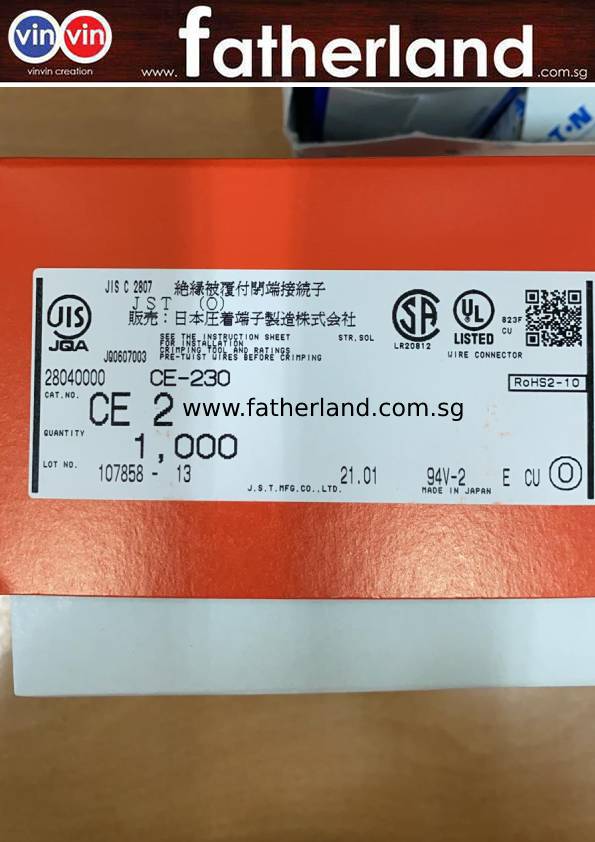 vin vin
vinvin creation
www.fatherland.com.sg
T·N
JIS C 2807 絶縁被覆付閉端接続子
JST (O)
販売:日本圧着端子製造株式会社
JIS
JQA
JQ0607003
SEE THE INSTRUCTION SHEET
FOR INSTALLATION
CRIMPING TOOL AND RATINGS
PRE-TWIST WIRES BEFORE CRIMPING
STR.SOL
SA
LR20812
UL
LISTED
WIRE CONNECTOR
823F
CU
RoHS2-10
28040000 CE-230
CAT.NO. CE 2
www.fatherland.com.sg
QUANTITY 1,000
LOT NO. 107858 - 13
J.S.T.MFG.CO.,LTD.
21.01
94V-2 E CU O
MADE IN JAPAN